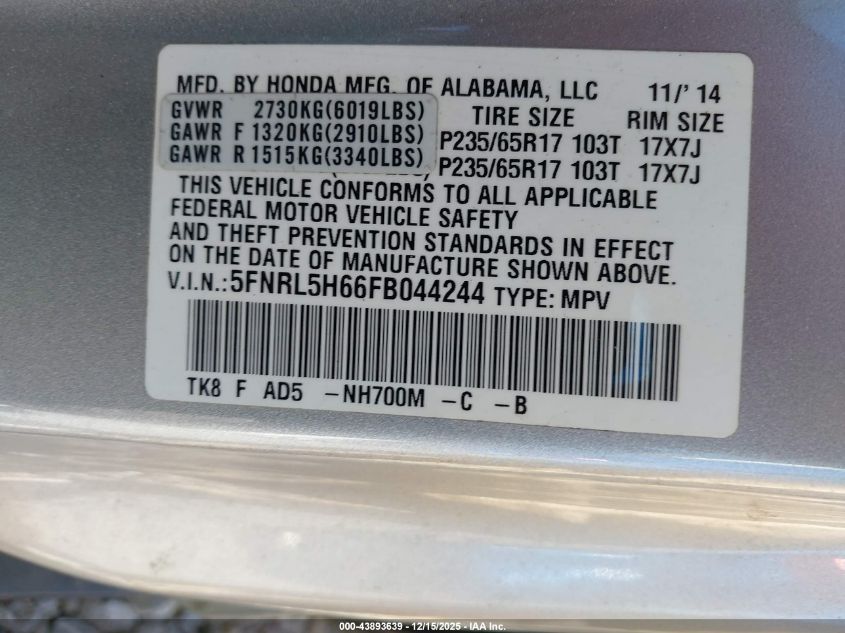 MFD. BY HONDA MFG. OF ALABAMA, LLC 11/' 14
GVWR 2730KG(6019LBS) TIRE SIZE RIM SIZE
GAWR F 1320KG(2910LBS) P235/65R17 103T 17X7J
GAWR R 1515KG(3340LBS) P235/65R17 103T 17X7J
THIS VEHICLE CONFORMS TO ALL APPLICABLE
FEDERAL MOTOR VEHICLE SAFETY
AND THEFT PREVENTION STANDARDS IN EFFECT
ON THE DATE OF MANUFACTURE SHOWN ABOVE.
V.I.N.:5FNRL5H66FB044244 TYPE: MPV
TK8 F AD5 -NH700M -C -B
000-43893639 - 12/15/2025 - IAA Inc.